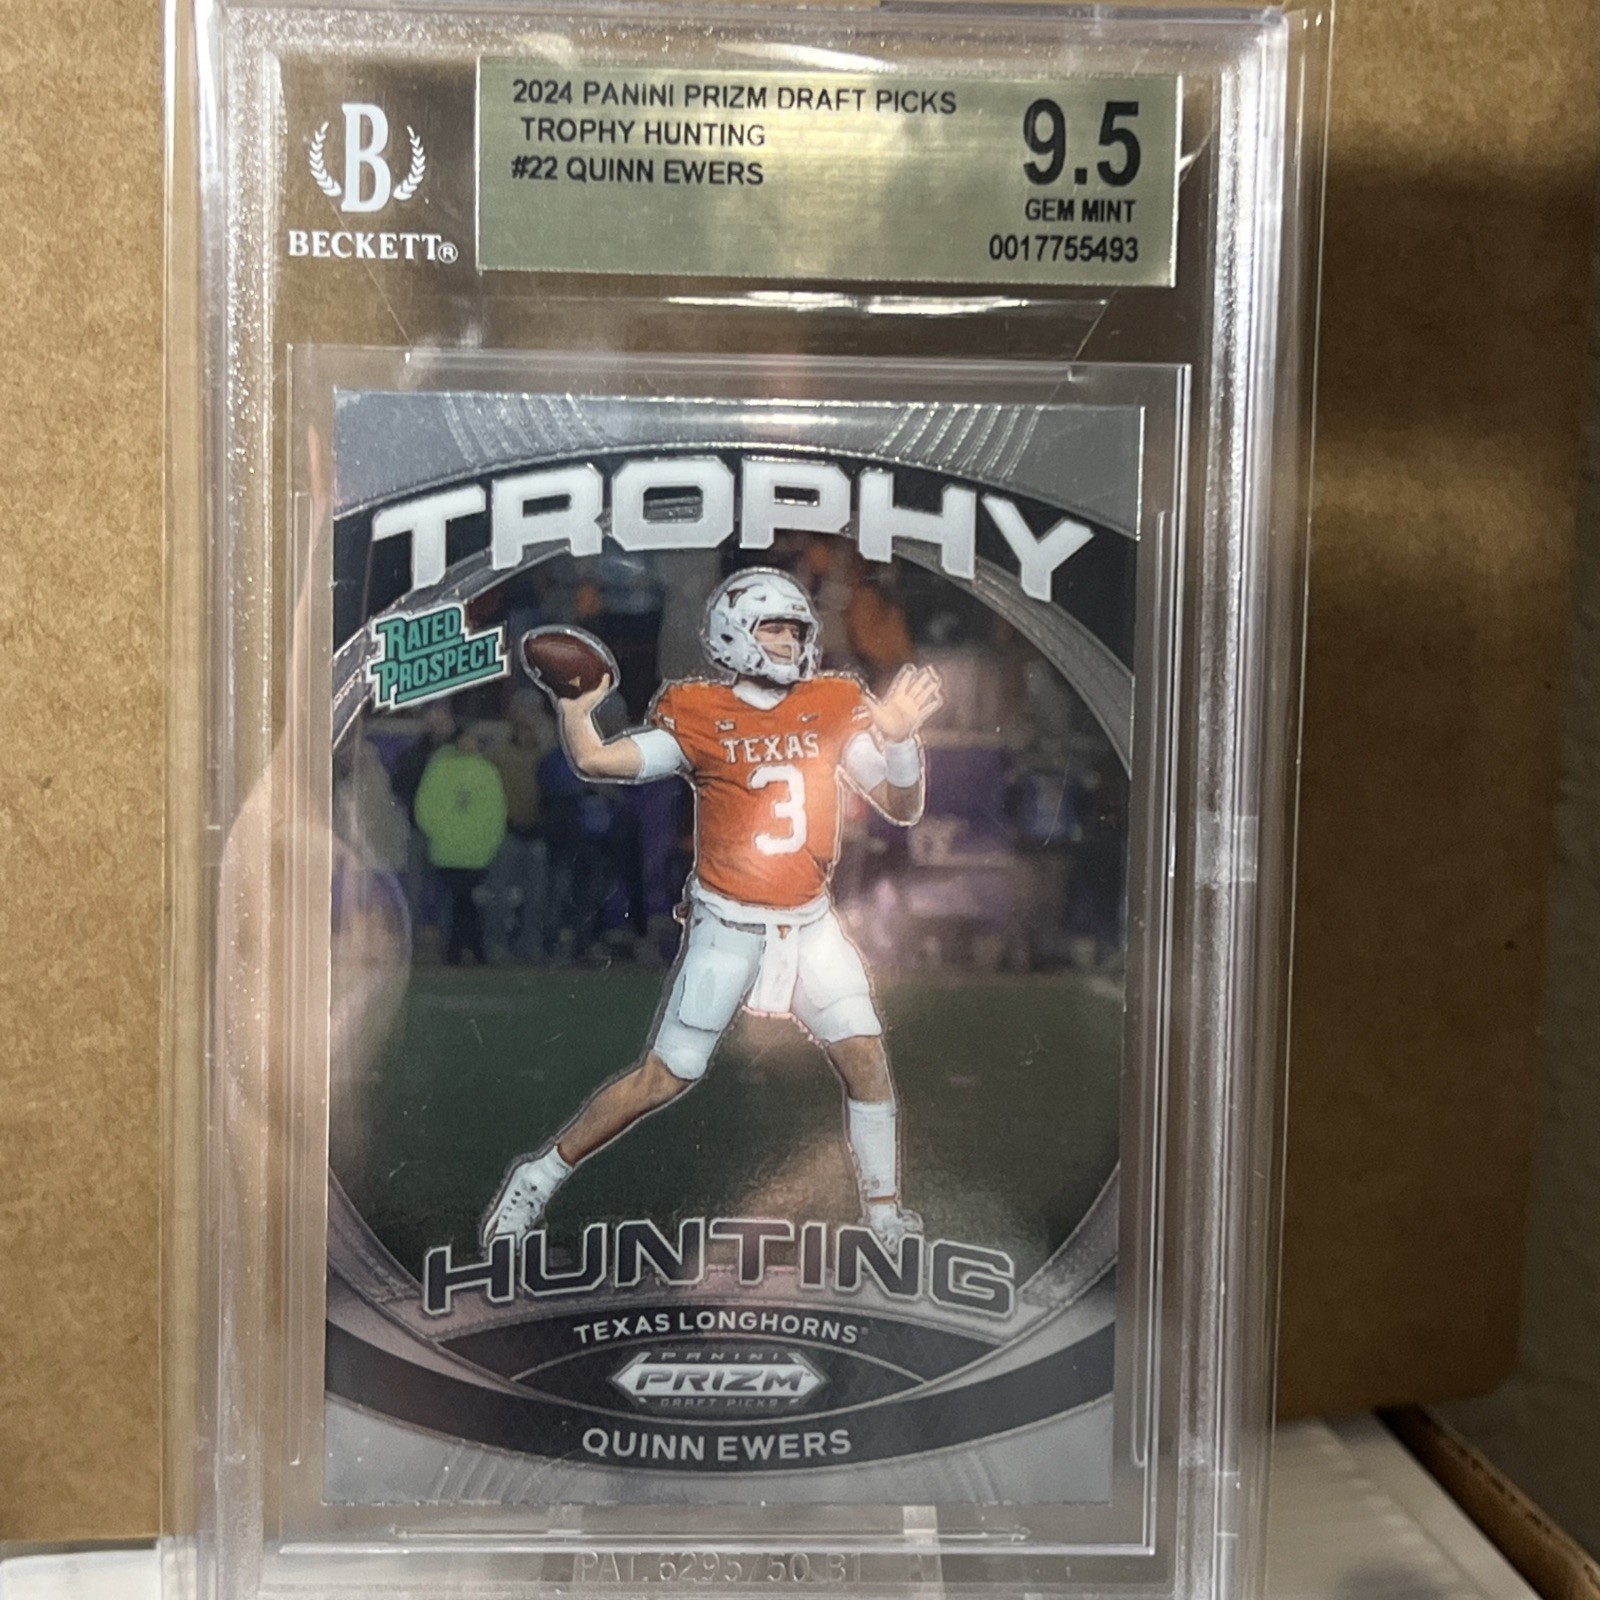 2024 PANINI PRIZM DRAFT PICKS
TROPHY HUNTING
#22 QUINN EWERS
9.5
GEM MINT
0017755493
B
BECKETT®
TROPHY
RATED
PROSPECT
TEXAS
3
HUNTING
TEXAS LONGHORNS
PANINI
PRIZM
DRAFT PICKS
QUINN EWERS